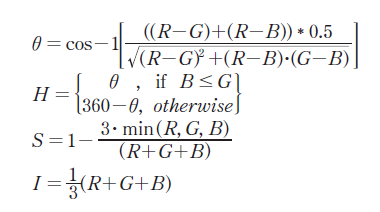 θ = cos−1[((R−G)+(R−B)) * 0.5 / √(R−G)² +(R−B)·(G−B)]
H = {θ , if B ≤ G
360−θ, otherwise}
S = 1− 3· min(R, G, B) / (R+G+B)
I = 1/3(R+G+B)